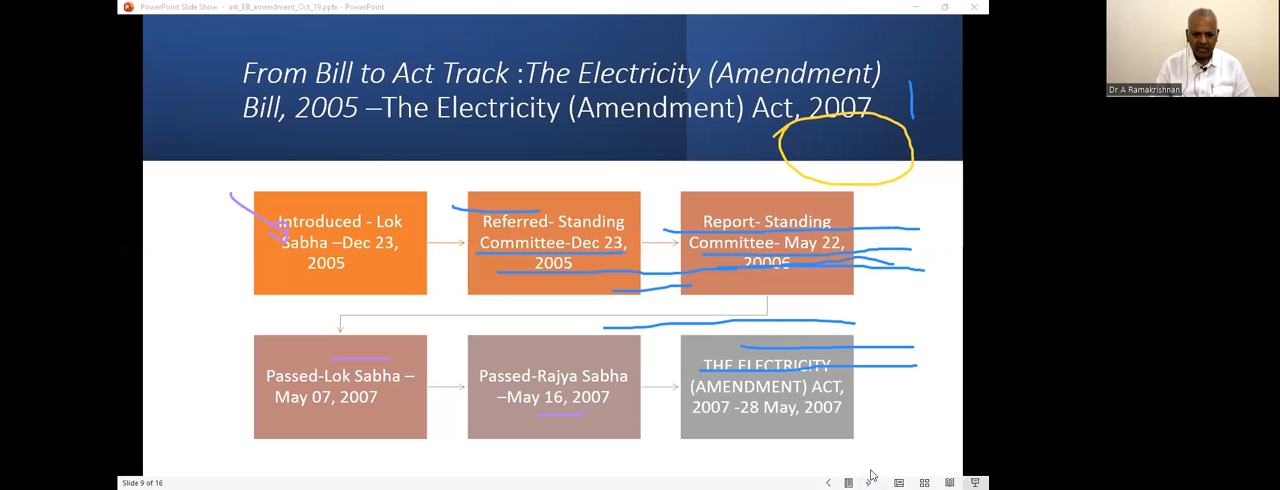 PowerPoint Slide Show - ark_EB_amendment_Oct_19.pptx - PowerPoint
From Bill to Act Track :The Electricity (Amendment)
Bill, 2005 –The Electricity (Amendment) Act, 2007
Introduced - Lok
Sabha –Dec 23,
2005
Referred- Standing
Committee-Dec 23,
2005
Report- Standing
Committee- May 22,
20006
Passed-Lok Sabha –
May 07, 2007
Passed-Rajya Sabha
–May 16, 2007
THE ELECTRICITY
(AMENDMENT) ACT,
2007 -28 May, 2007
Slide 9 of 16
Dr A Ramakrishnan